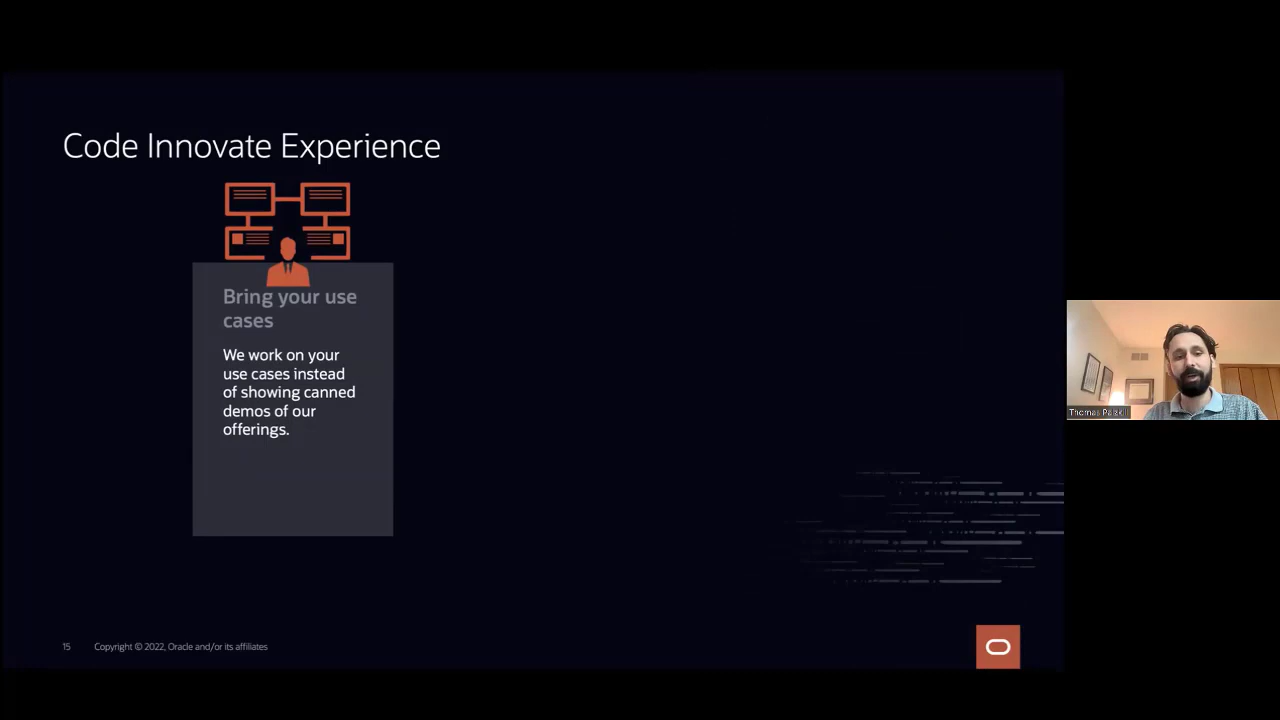 Code Innovate Experience
Bring your use
cases
We work on your
use cases instead
of showing canned
demos of our
offerings.
Thomas
15
Copyright © 2022, Oracle and/or its affiliates